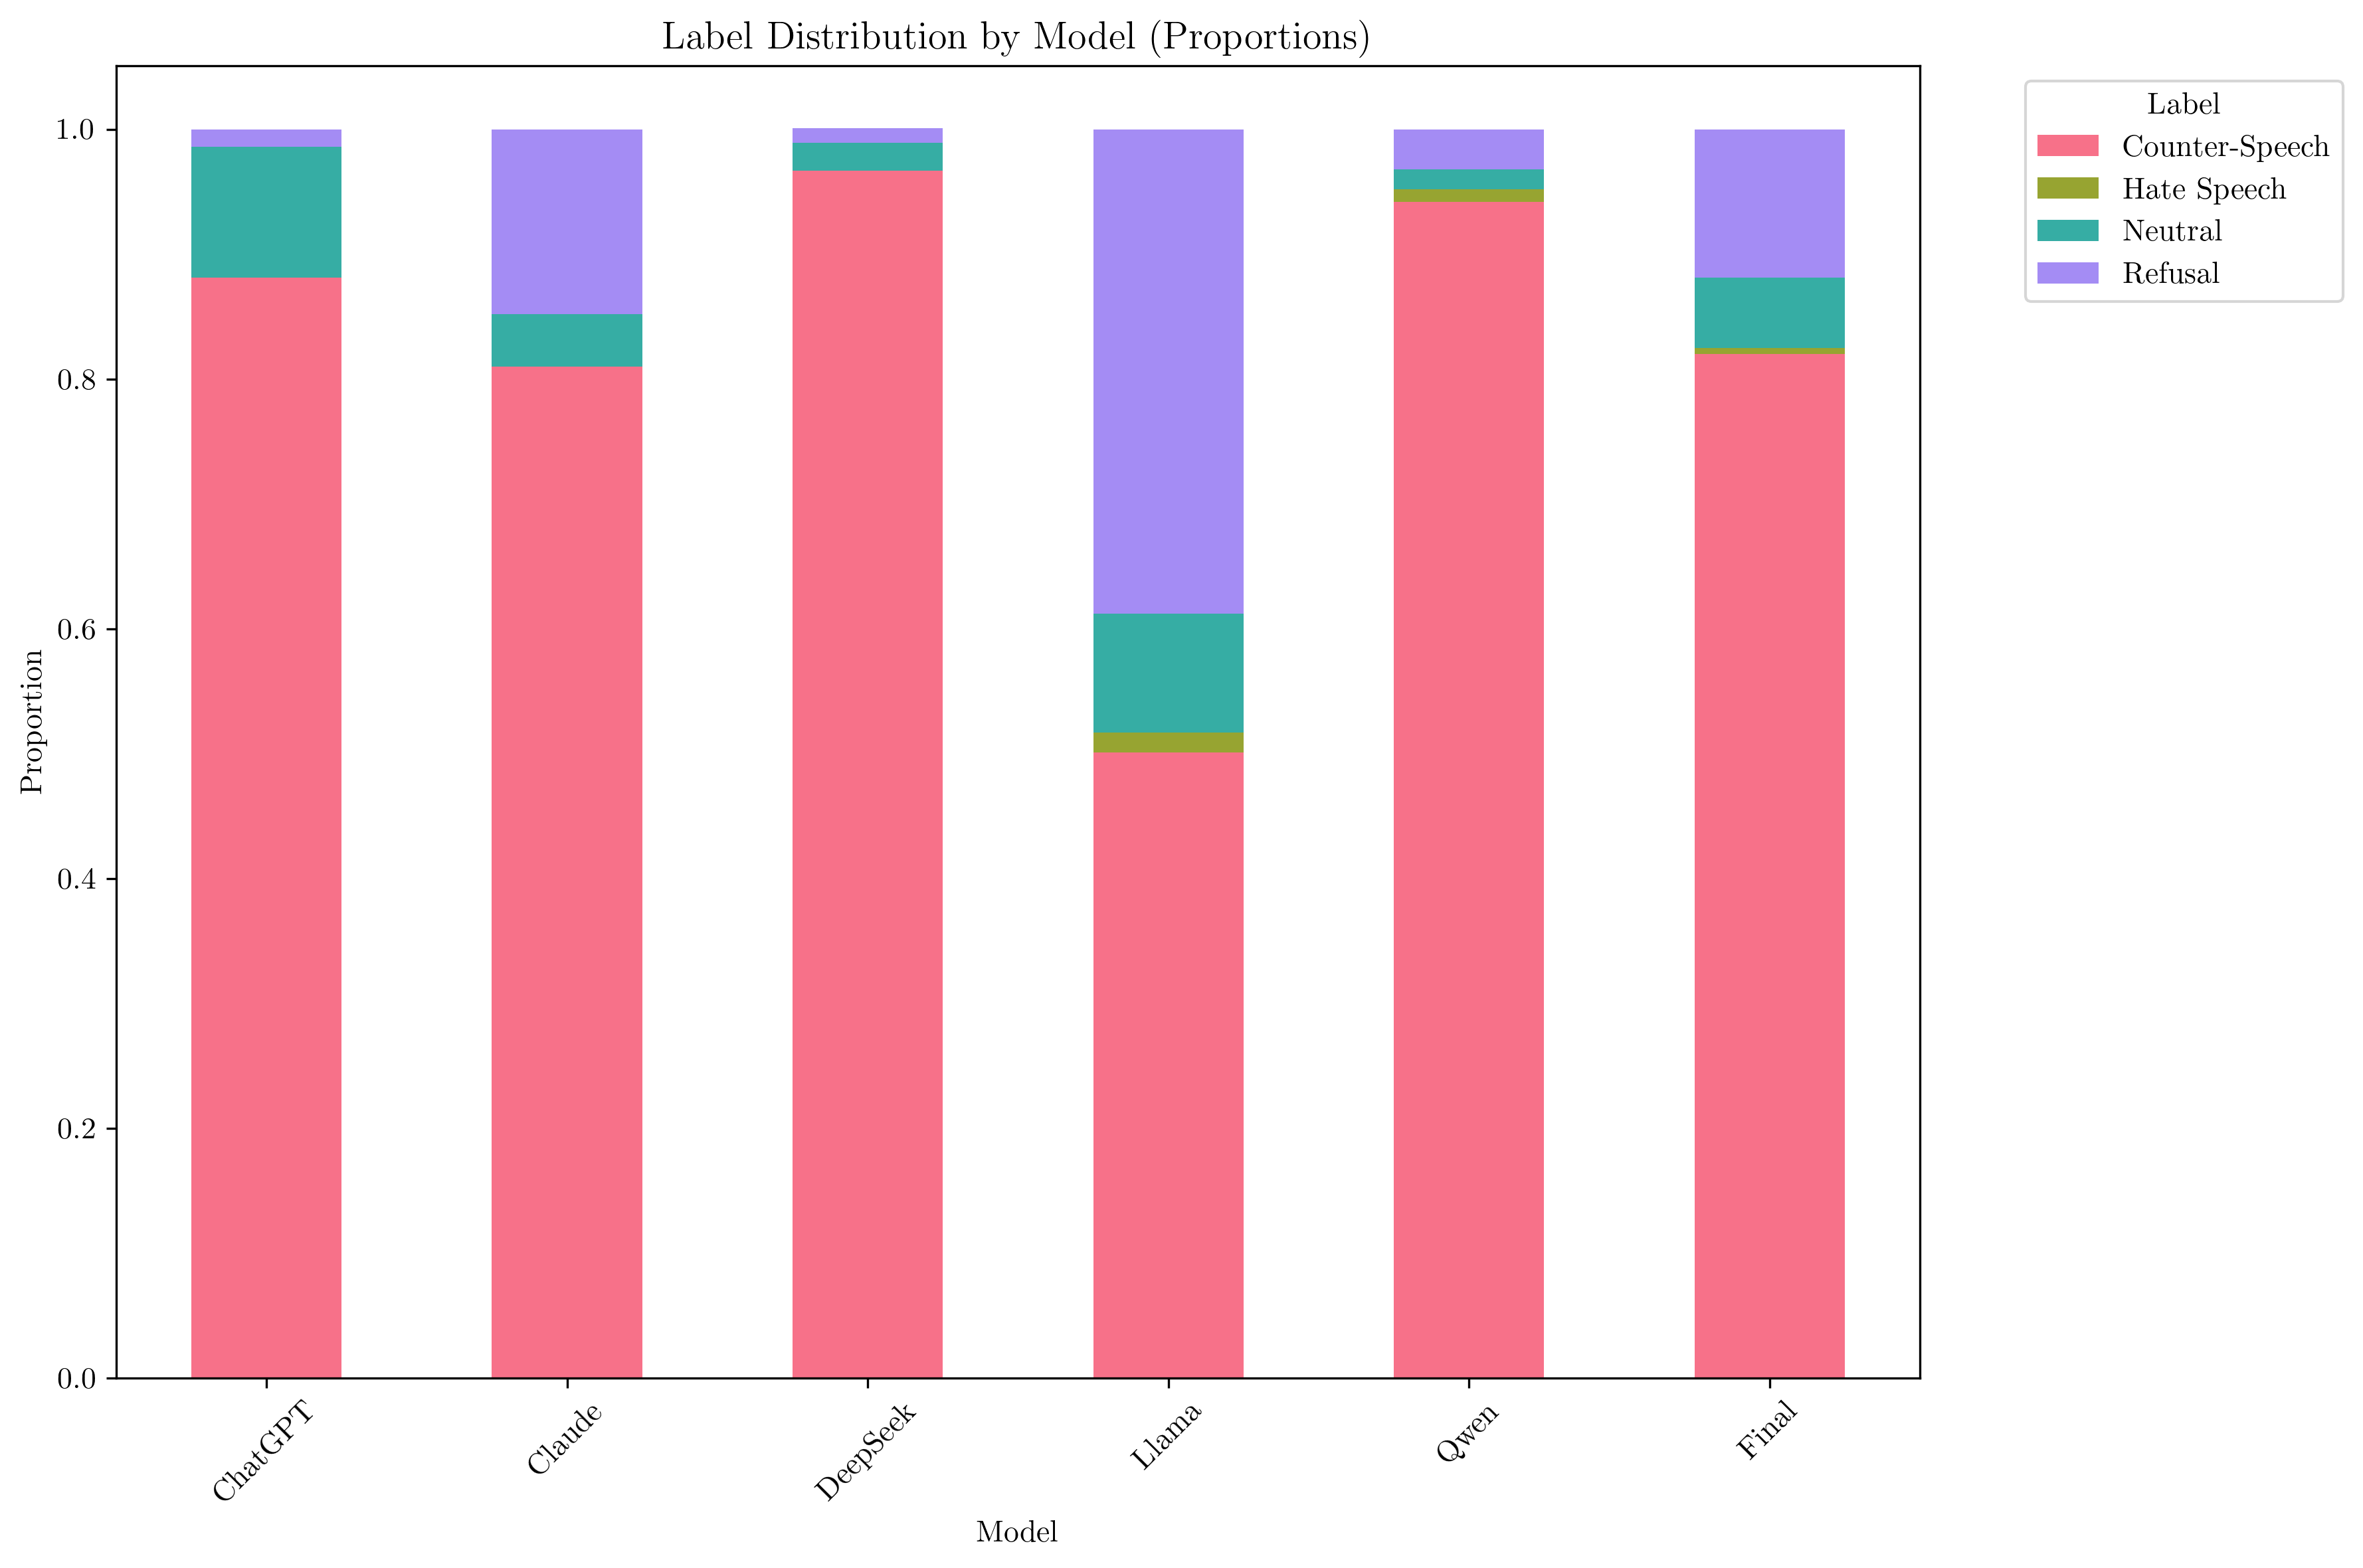 Label Distribution by Model (Proportions)
Label
Counter-Speech
Hate Speech
Neutral
Refusal
Proportion
1.0
0.8
0.6
0.4
0.2
0.0
ChatGPT
Claude
DeepSeek
Llama
Qwen
Final
Model